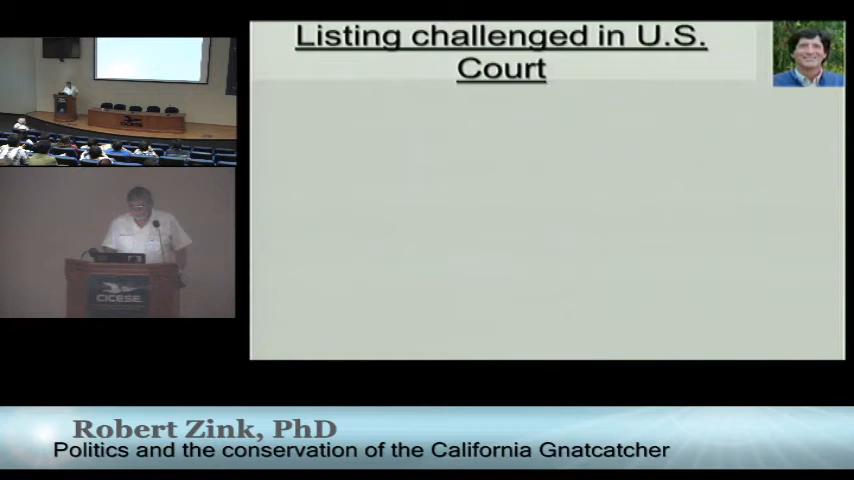 Listing challenged in U.S.
Court
CICESE
Robert Zink, PhD
Politics and the conservation of the California Gnatcatcher